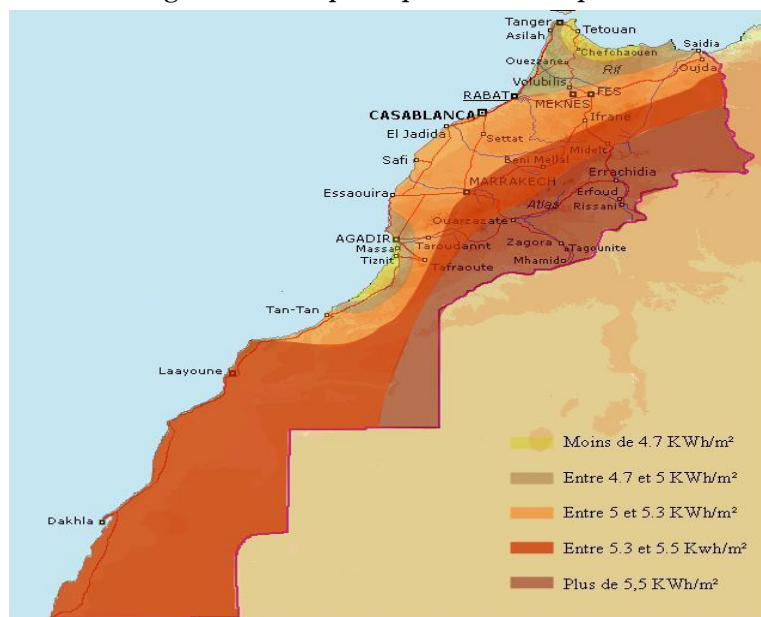 Tanger
Tetouan
Asilah
Chefchaouen
Saidia
Ouezzane
Rif
Oujda
Volubilis
FES
RABAT
MEKNES
CASABLANCA
Ifrane
El Jadida
Settat
Midelt
Safi
Beni Mellal
Errachidia
MARRAKECH
Essaouira
Erfoud
Atlas
Rissani
Ouarzazate
AGADIR
Taroudannt
Zagora
Massa
Tagounite
Tiznit
Tafraoute
Mhamid
Tan-Tan
Laayoune
Dakhla
Moins de 4.7 KWh/m²
Entre 4.7 et 5 KWh/m²
Entre 5 et 5.3 KWh/m²
Entre 5.3 et 5.5 Kwh/m²
Plus de 5,5 KWh/m²